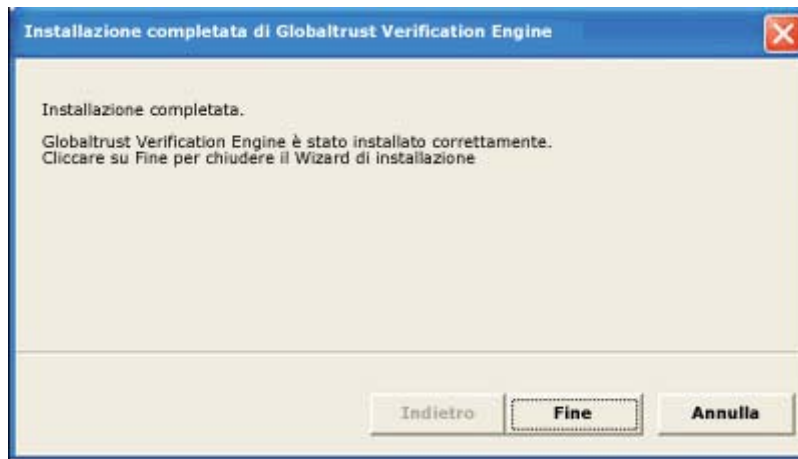 Installazione completata di Globaltrust Verification Engine
Installazione completata.
Globaltrust Verification Engine è stato installato correttamente.
Cliccare su Fine per chiudere il Wizard di installazione
Indietro
Fine
Annulla